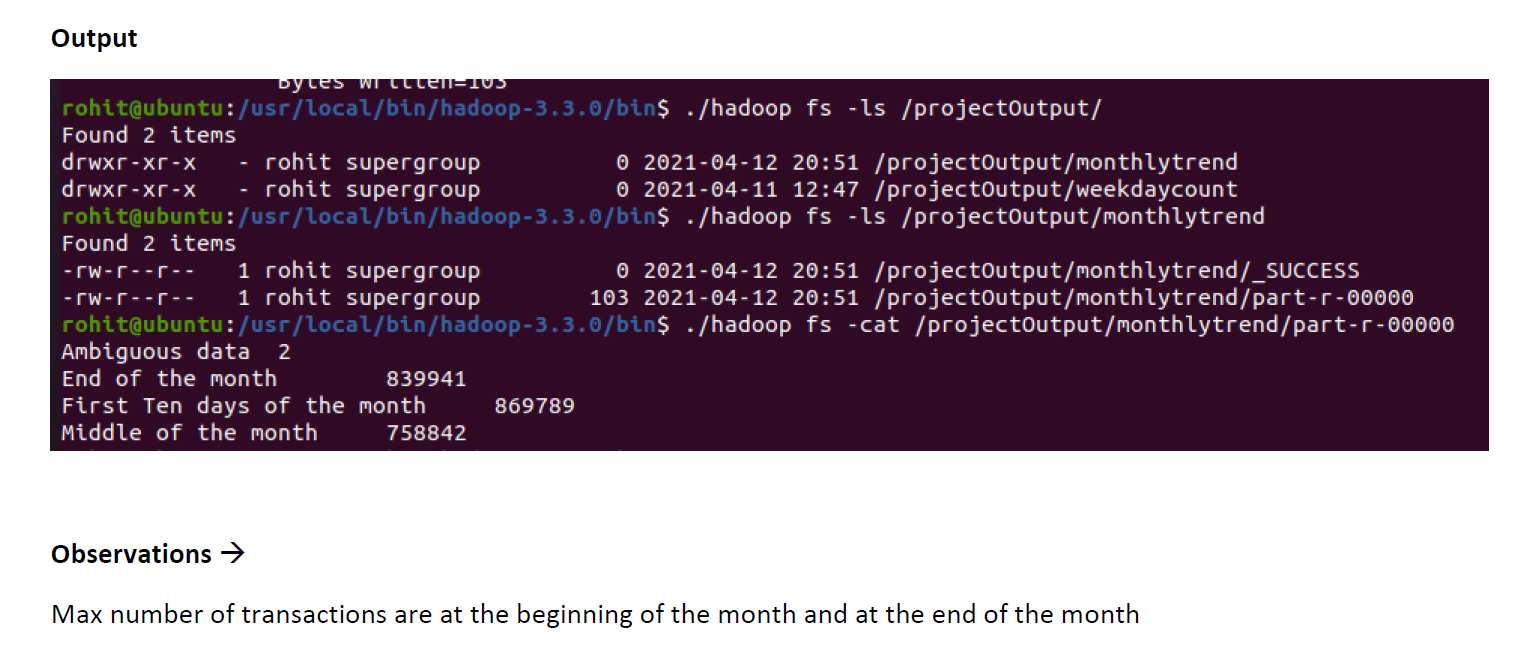 Output
Bytes Written=103
rohit@ubuntu:/usr/local/bin/hadoop-3.3.0/bin$ ./hadoop fs -ls /projectOutput/
Found 2 items
drwxr-xr-x   - rohit supergroup          0 2021-04-12 20:51 /projectOutput/monthlytrend
drwxr-xr-x   - rohit supergroup          0 2021-04-11 12:47 /projectOutput/weekdaycount
rohit@ubuntu:/usr/local/bin/hadoop-3.3.0/bin$ ./hadoop fs -ls /projectOutput/monthlytrend
Found 2 items
-rw-r--r--   1 rohit supergroup          0 2021-04-12 20:51 /projectOutput/monthlytrend/_SUCCESS
-rw-r--r--   1 rohit supergroup        103 2021-04-12 20:51 /projectOutput/monthlytrend/part-r-00000
rohit@ubuntu:/usr/local/bin/hadoop-3.3.0/bin$ ./hadoop fs -cat /projectOutput/monthlytrend/part-r-00000
Ambiguous data  2
End of the month        839941
First Ten days of the month     869789
Middle of the month     758842
Observations →
Max number of transactions are at the beginning of the month and at the end of the month